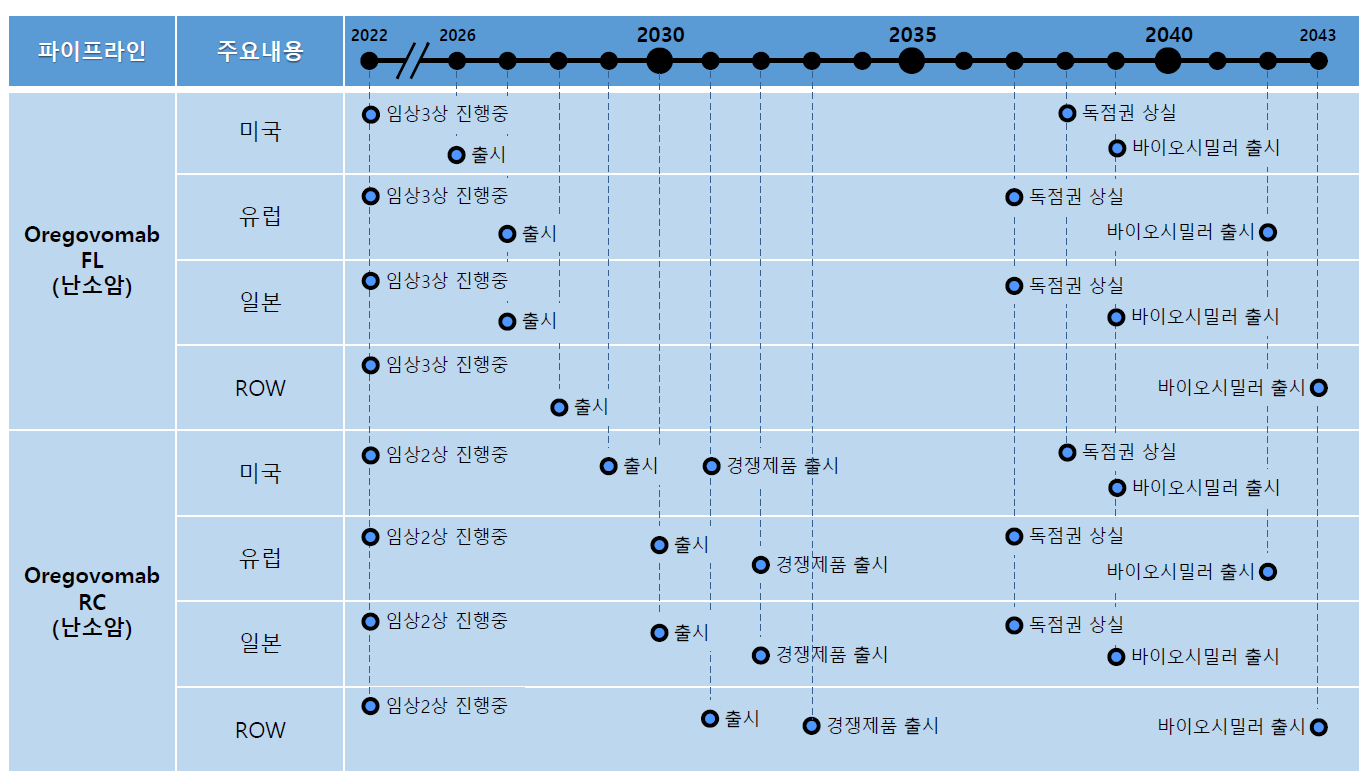 파이프라인
주요내용
2022
2026
2030
2035
2040
2043
Oregovomab
FL
(난소암)
미국
임상3상 진행중
출시
독점권 상실
바이오시밀러 출시
유럽
임상3상 진행중
출시
독점권 상실
바이오시밀러 출시
일본
임상3상 진행중
출시
독점권 상실
바이오시밀러 출시
ROW
임상3상 진행중
출시
바이오시밀러 출시
Oregovomab
RC
(난소암)
미국
임상2상 진행중
출시
경쟁제품 출시
독점권 상실
바이오시밀러 출시
유럽
임상2상 진행중
출시
경쟁제품 출시
독점권 상실
바이오시밀러 출시
일본
임상2상 진행중
출시
경쟁제품 출시
독점권 상실
바이오시밀러 출시
ROW
임상2상 진행중
출시
경쟁제품 출시
바이오시밀러 출시